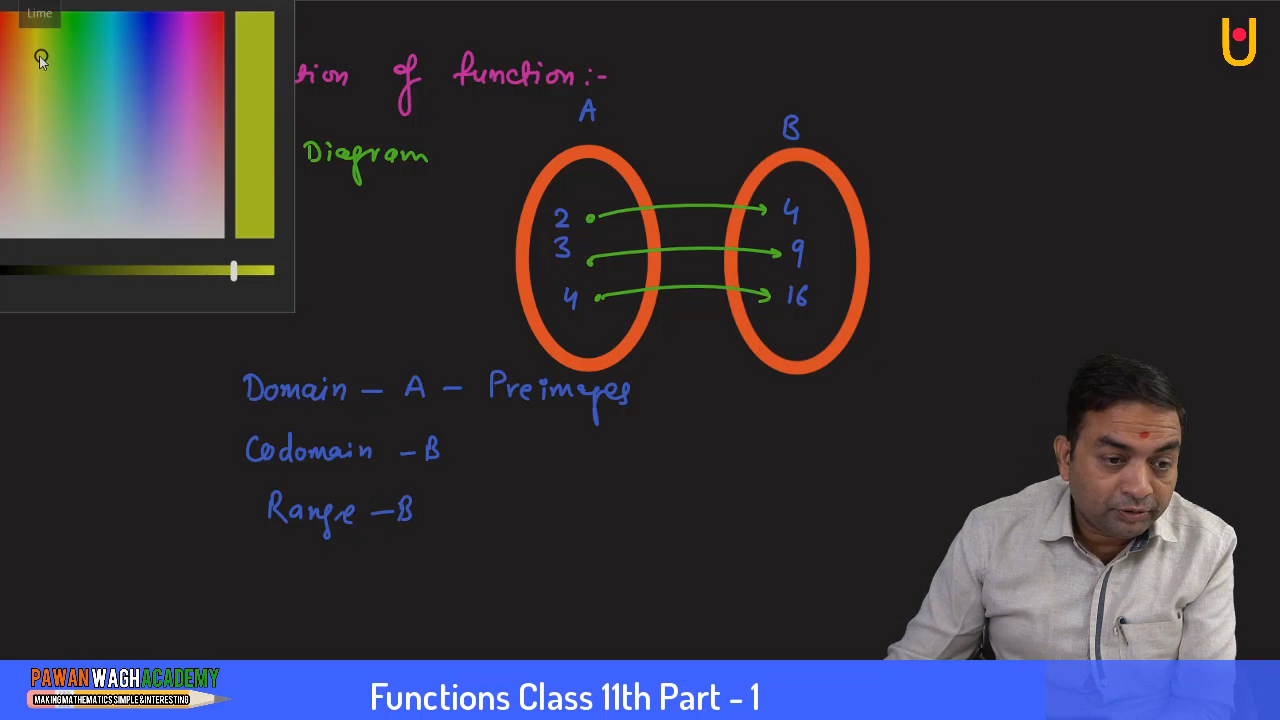 Lime
tion of function :-
A
B
Diagram
2
4
3
9
4
16
Domain - A - Preimages
Codomain - B
Range - B
PAWAN WAGH ACADEMY
MAKING MATHEMATICS SIMPLE & INTERESTING
Functions Class 11th Part - 1